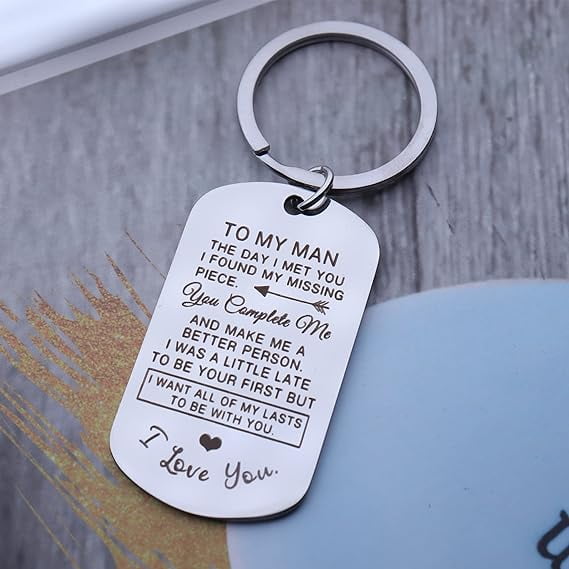 TO MY MAN
THE DAY I MET YOU
I FOUND MY MISSING
PIECE.
You Complete Me
AND MAKE ME A
BETTER PERSON.
I WAS A LITTLE LATE
TO BE YOUR FIRST BUT
I WANT ALL OF MY LASTS
TO BE WITH YOU.
I Love You.